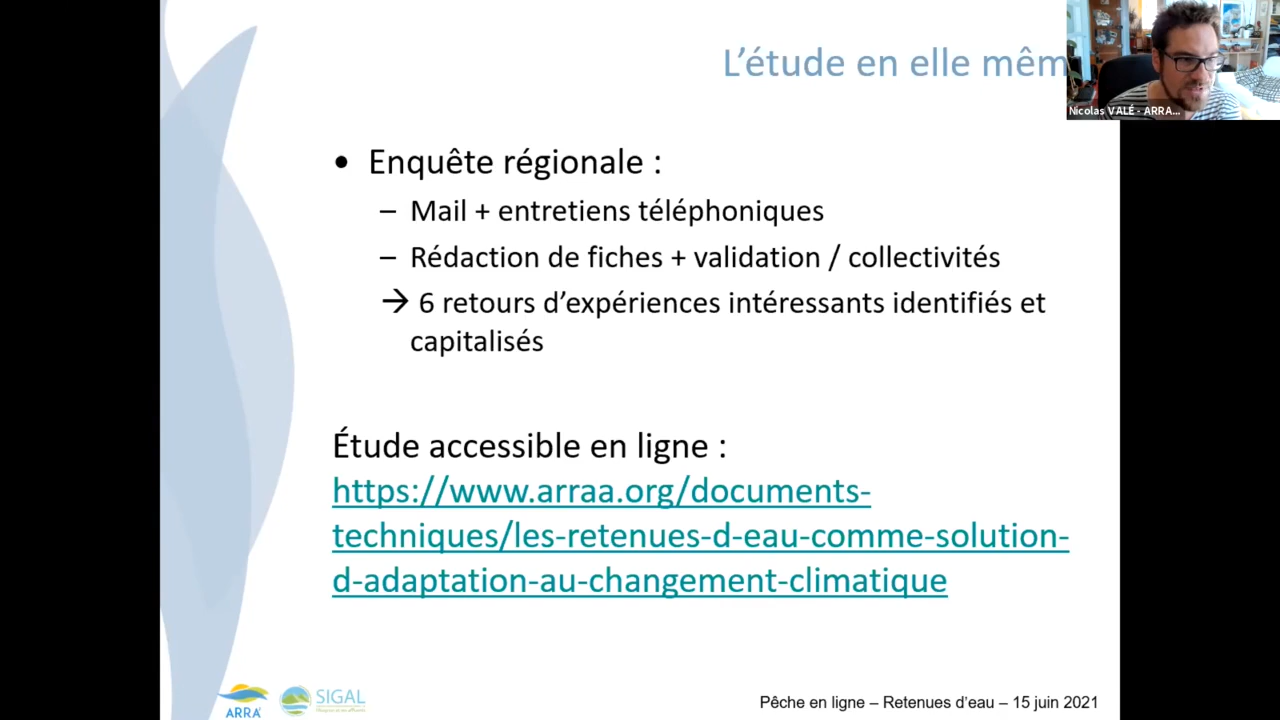 L’étude en elle mêm
Nicolas VALÉ - ARRA...
• Enquête régionale :
– Mail + entretiens téléphoniques
– Rédaction de fiches + validation / collectivités
→ 6 retours d’expériences intéressants identifiés et
capitalisés
Étude accessible en ligne :
https://www.arraa.org/documents-
techniques/les-retenues-d-eau-comme-solution-
d-adaptation-au-changement-climatique
ARRA²
SIGAL
Pêche en ligne – Retenues d’eau – 15 juin 2021